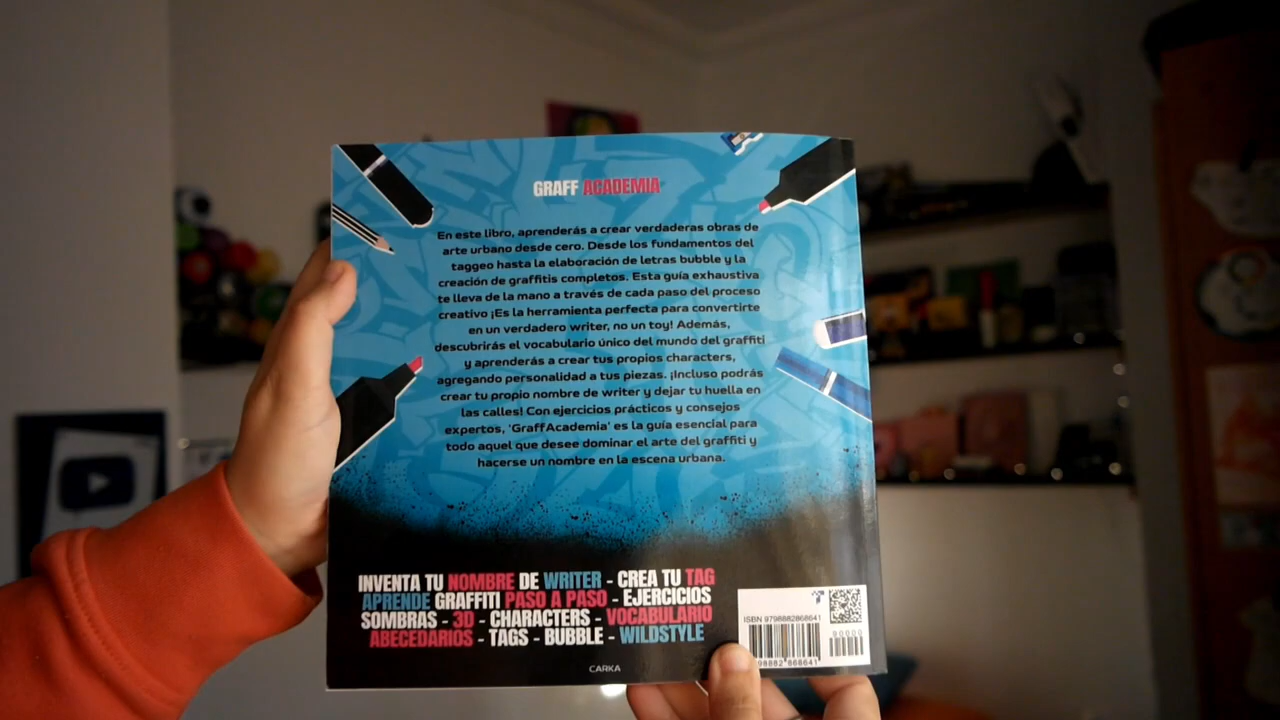 GRAFF ACADEMIA
En este libro, aprenderás a crear verdaderas obras de
arte urbano desde cero. Desde los fundamentos del
taggeo hasta la elaboración de letras bubble y la
creación de graffitis completos. Esta guía exhaustiva
te lleva de la mano a través de cada paso del proceso
creativo ¡Es la herramienta perfecta para convertirte
en un verdadero writer, no un toy! Además,
descubrirás el vocabulario único del mundo del graffiti
y aprenderás a crear tus propios characters,
agregando personalidad a tus piezas. ¡Incluso podrás
crear tu propio nombre de writer y dejar tu huella en
las calles! Con ejercicios prácticos y consejos
expertos, 'GraffAcademia' es la guía esencial para
todo aquel que desee dominar el arte del graffiti y
hacerse un nombre en la escena urbana.
INVENTA TU NOMBRE DE WRITER - CREA TU TAG
APRENDE GRAFFITI PASO A PASO - EJERCICIOS
SOMBRAS - 3D - CHARACTERS - VOCABULARIO
ABECEDARIOS - TAGS - BUBBLE - WILDSTYLE
CARKA
ISBN 9798882868641
90000
98882 868641